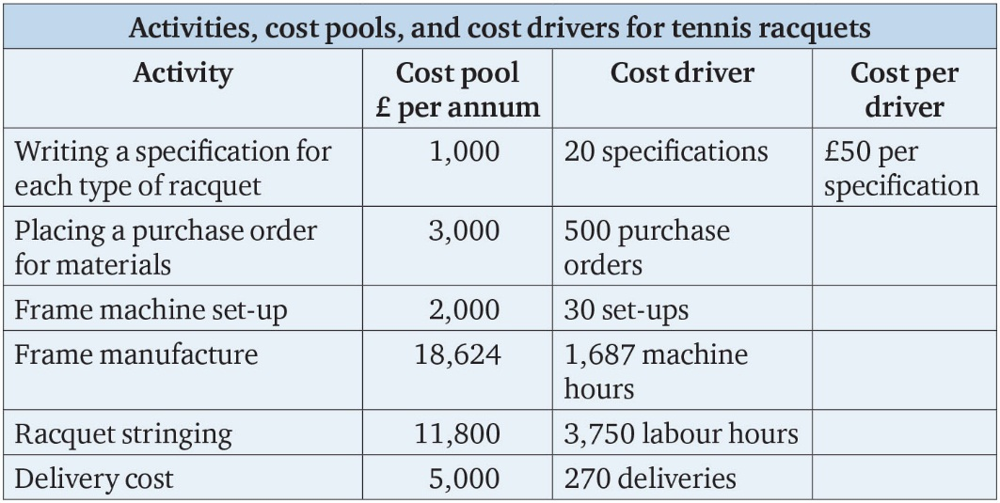 Activities, cost pools, and cost drivers for tennis racquets
Activity Cost pool Cost driver Cost per
£ per annum driver
Writing a specification for 1,000 20 specifications £50 per
each type of racquet specification
Placing a purchase order 3,000 500 purchase
for materials orders
Frame machine set-up 2,000 30 set-ups
Frame manufacture 18,624 1,687 machine
hours
Racquet stringing 11,800 3,750 labour hours
Delivery cost 5,000 270 deliveries